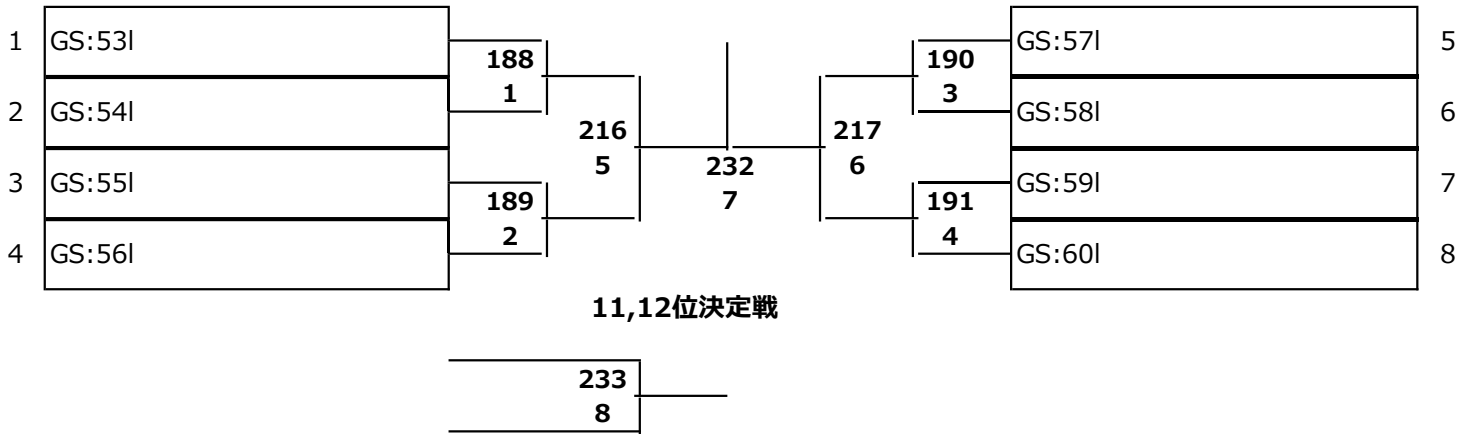 1 GS:53l
2 GS:54l
3 GS:55l
4 GS:56l
188
1
189
2
216
5
232
7
217
6
190
3
191
4
GS:57l 5
GS:58l 6
GS:59l 7
GS:60l 8
11,12位決定戦
233
8